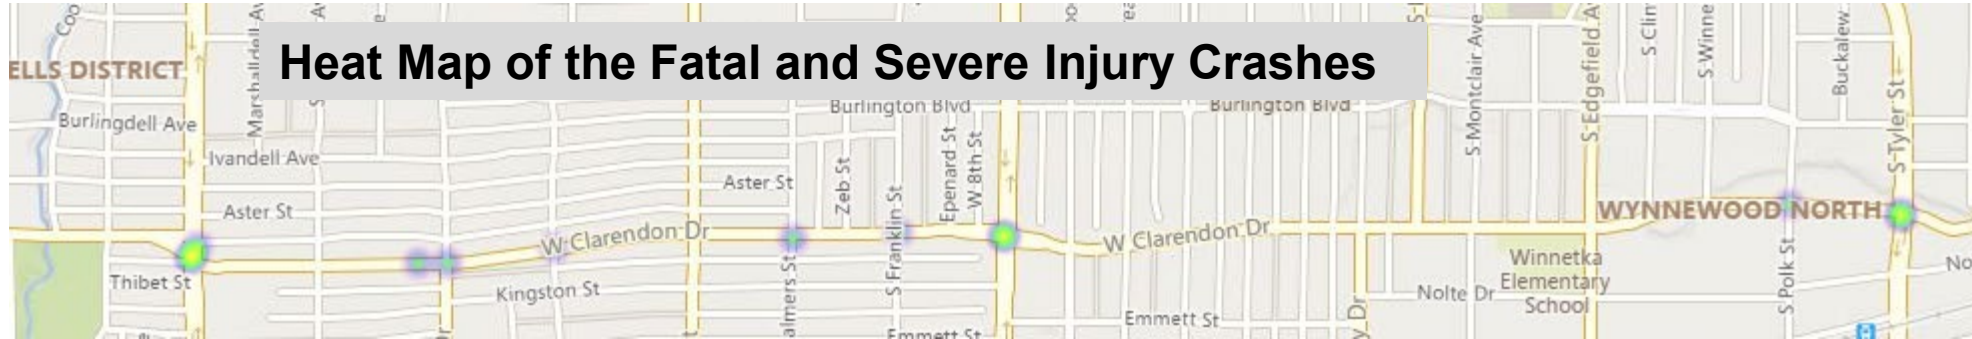 Heat Map of the Fatal and Severe Injury Crashes
ELLS DISTRICT
Burlingdell Ave
Marshalldell Av
Ivandell Ave
Aster St
Thibet St
Kingston St
W Clarendon Dr
Aster St
Zeb St
S Franklin St
Epenard St
W 8th St
Burlington Blvd
almers St
Emmett St
W Clarendon Dr
Burlington Blvd
Emmett St
y Dr
S Montclair Ave
Nolte Dr
S Edgefield A
Winnetka
Elementary
School
S Clin
S Winne
WYNNEWOOD NORTH
S Polk St
Buckalew
S Tyler St
No